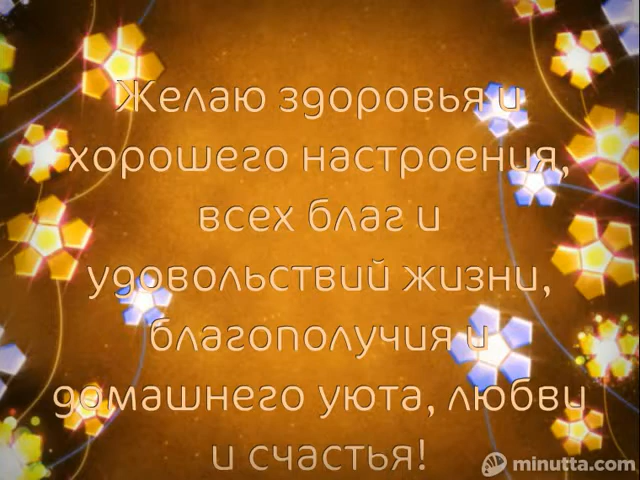 Желаю здоровья и
хорошего настроения,
всех благ и
удовольствий жизни,
благополучия и
домашнего уюта, любви
и счастья!
minutta.com